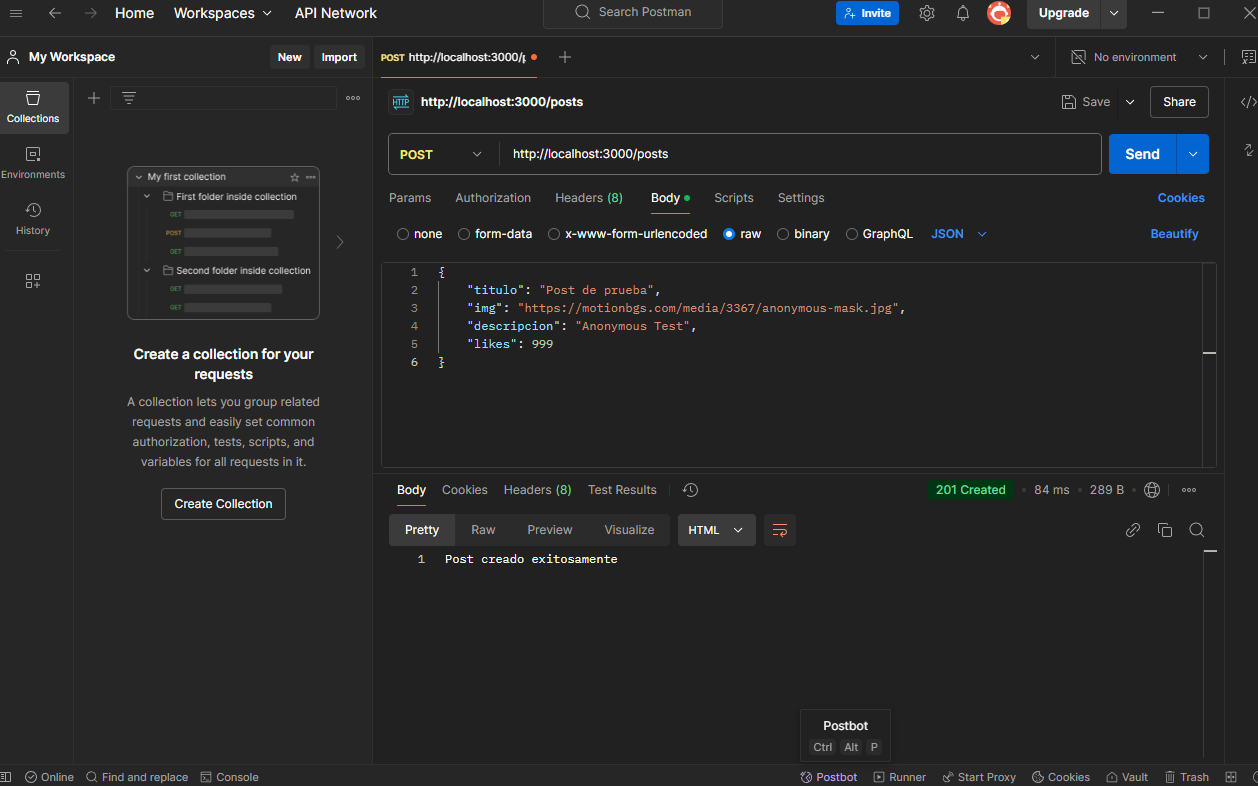 Home Workspaces API Network Search Postman Invite Upgrade
My Workspace New Import POST http://localhost:3000/ No environment
Collections
Environments
History
My first collection
First folder inside collection
GET
POST
GET
Second folder inside collection
GET
GET
Create a collection for your
requests
A collection lets you group related
requests and easily set common
authorization, tests, scripts, and
variables for all requests in it.
Create Collection
HTTP http://localhost:3000/posts Save Share
POST http://localhost:3000/posts Send
Params Authorization Headers (8) Body Scripts Settings Cookies
none form-data x-www-form-urlencoded raw binary GraphQL JSON Beautify
1 {
2 "titulo": "Post de prueba",
3 "img": "https://motionbgs.com/media/3367/anonymous-mask.jpg",
4 "descripcion": "Anonymous Test",
5 "likes": 999
6 }
Body Cookies Headers (8) Test Results 201 Created 84 ms 289 B
Pretty Raw Preview Visualize HTML
1 Post creado exitosamente
Postbot
Ctrl Alt P
Online Find and replace Console Postbot Runner Start Proxy Cookies Vault Trash